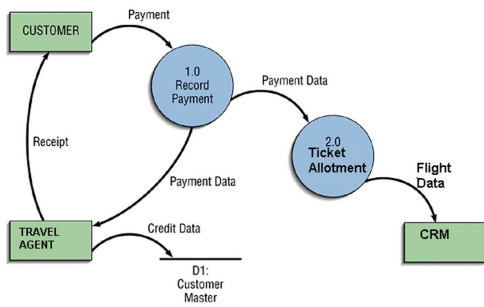 Payment
CUSTOMER
1.0
Record
Payment
Payment Data
2.0
Ticket
Allotment
Receipt
Flight
Data
Payment Data
TRAVEL
AGENT
Credit Data
CRM
D1:
Customer
Master